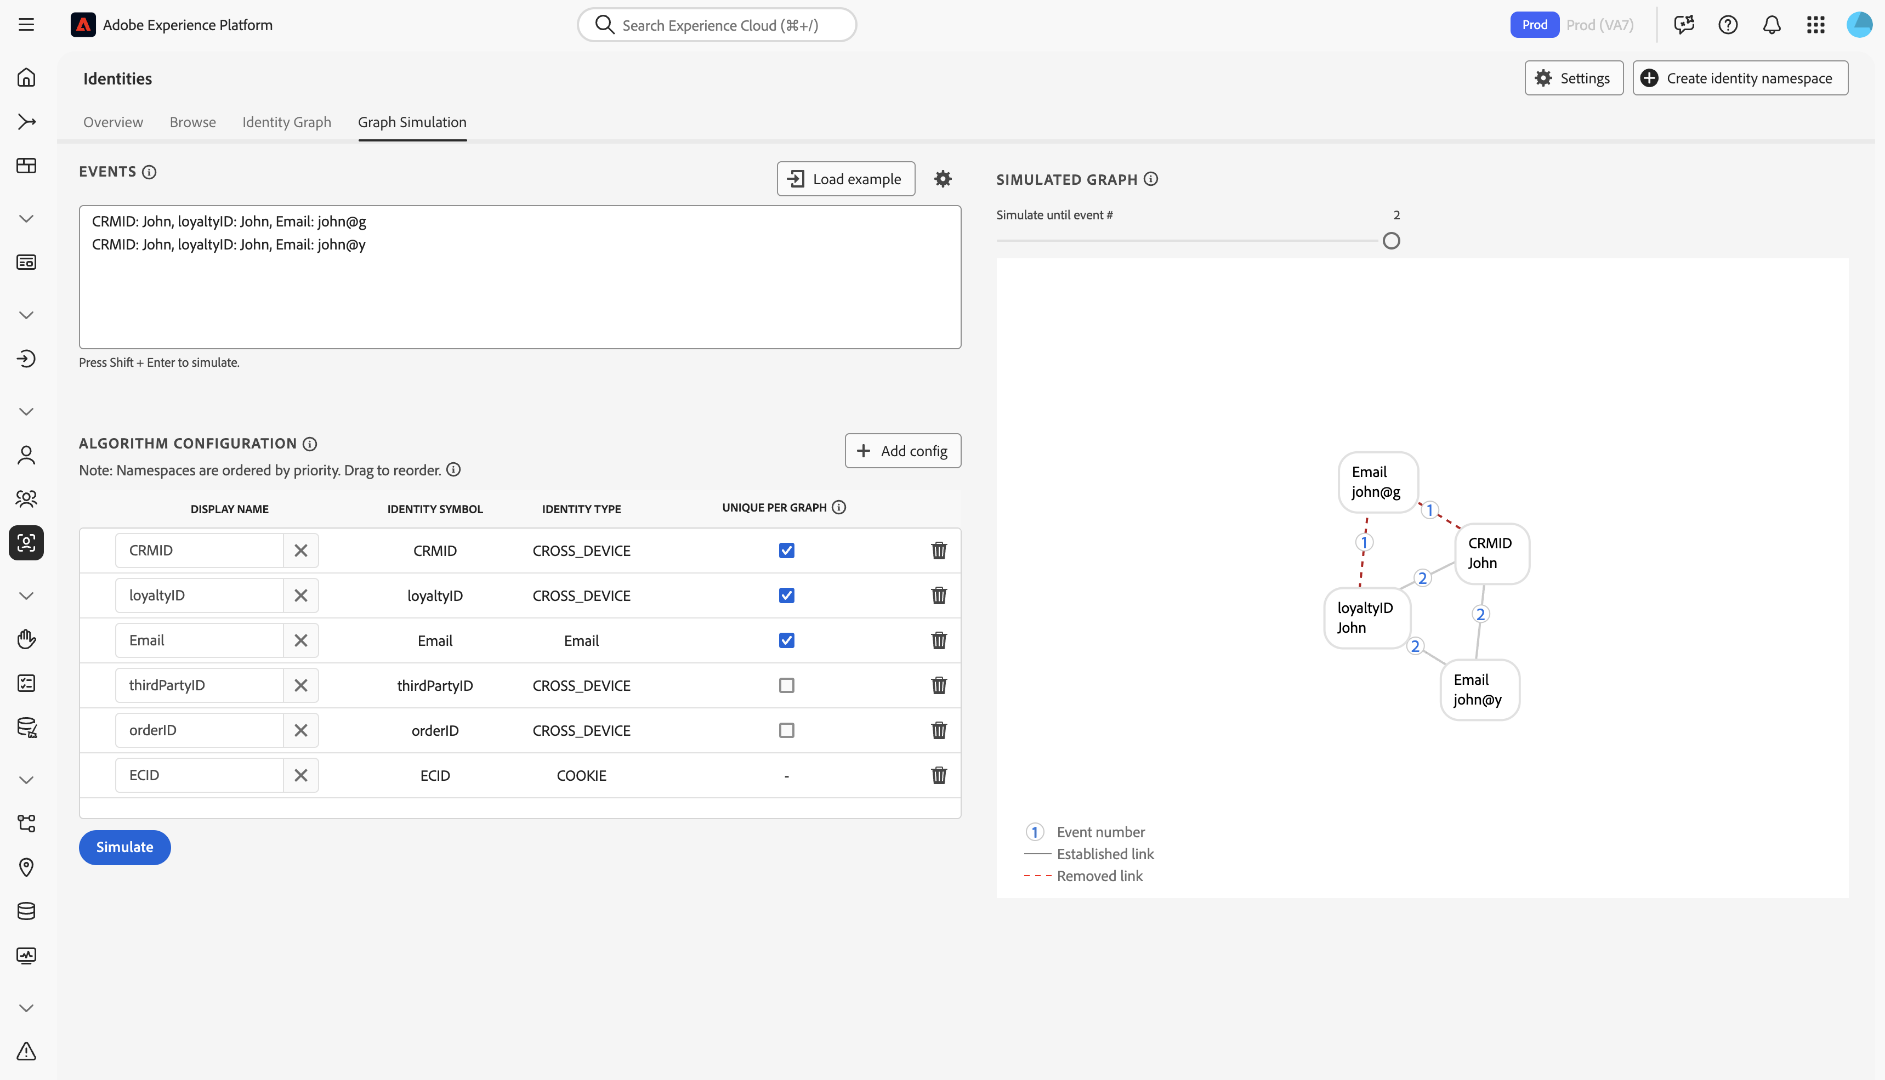 Adobe Experience Platform
Search Experience Cloud (⌘+/)
Prod
Prod (VA7)
Identities
Settings
Create identity namespace
Overview
Browse
Identity Graph
Graph Simulation
EVENTS
Load example
CRMID: John, loyaltyID: John, Email: john@g
CRMID: John, loyaltyID: John, Email: john@y
Press Shift + Enter to simulate.
ALGORITHM CONFIGURATION
Note: Namespaces are ordered by priority. Drag to reorder.
Add config
DISPLAY NAME IDENTITY SYMBOL IDENTITY TYPE UNIQUE PER GRAPH
CRMID CRMID CROSS_DEVICE
loyaltyID loyaltyID CROSS_DEVICE
Email Email Email
thirdPartyID thirdPartyID CROSS_DEVICE
orderID orderID CROSS_DEVICE
ECID ECID COOKIE -
Simulate
SIMULATED GRAPH
Simulate until event # 2
Email
john@g
1
1
CRMID
John
2
loyaltyID
John
2
2
Email
john@y
1 Event number
Established link
Removed link